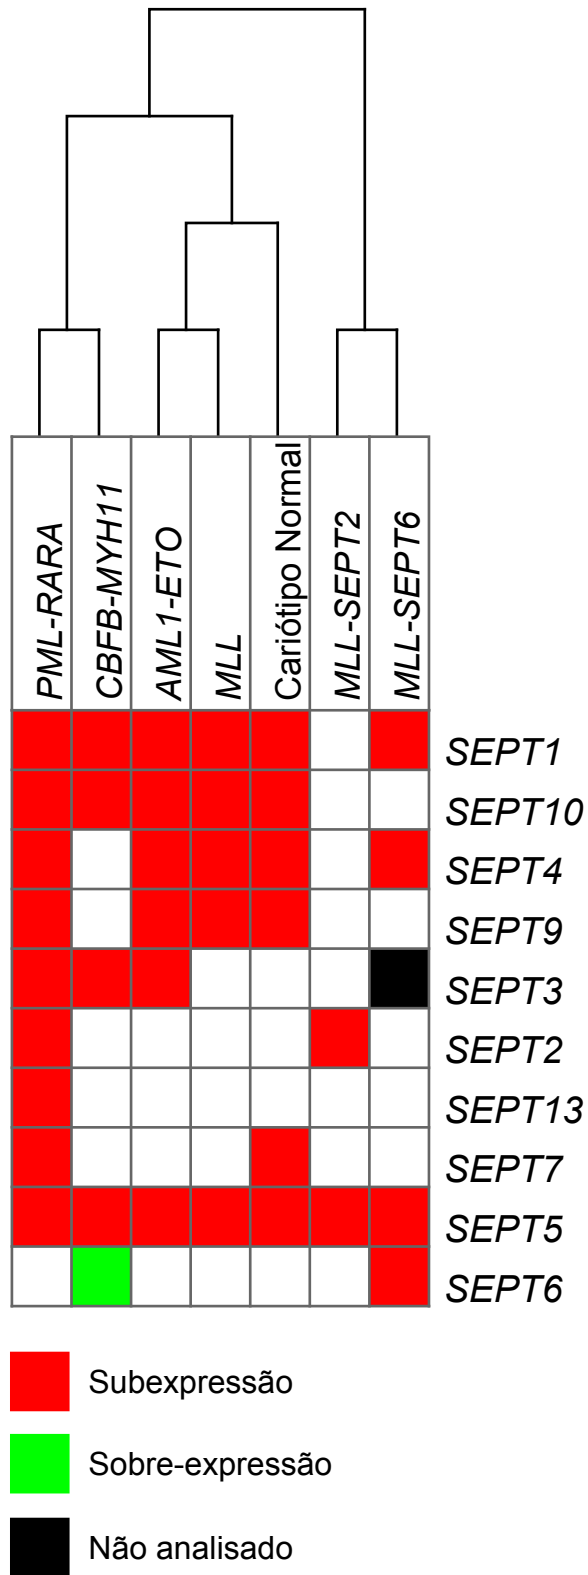 PML-RARA
CBFB-MYH11
AML1-ETO
MLL
Cariótipo Normal
MLL-SEPT2
MLL-SEPT6
SEPT1
SEPT10
SEPT4
SEPT9
SEPT3
SEPT2
SEPT13
SEPT7
SEPT5
SEPT6
Subexpressão
Sobre-expressão
Não analisado